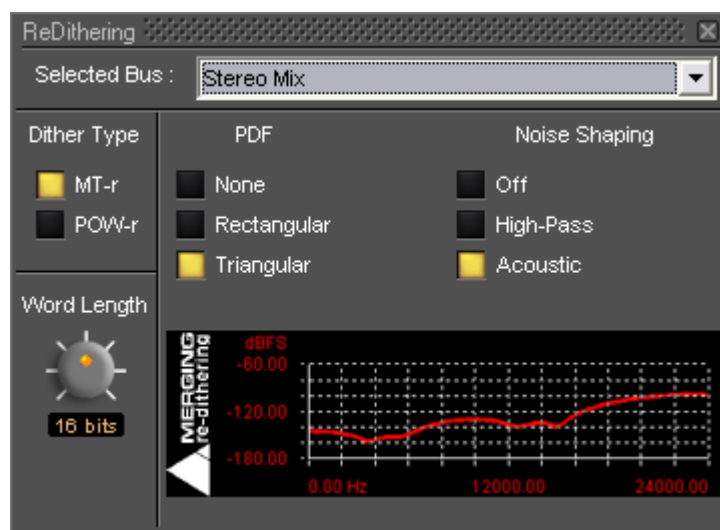 ReDithering
Selected Bus :
Stereo Mix
Dither Type
MT-r
POW-r
PDF
None
Rectangular
Triangular
Noise Shaping
Off
High-Pass
Acoustic
Word Length
16 bits
MERGING
re-dithering
dBFS
-60.00
-120.00
-180.00
0.00 Hz
12000.00
24000.00